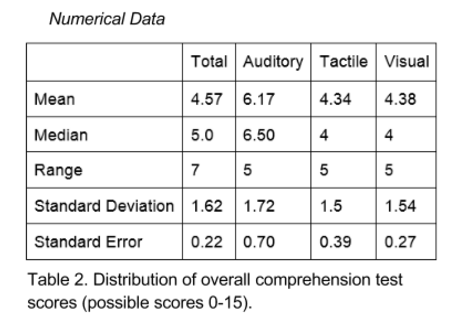 Numerical Data
Total Auditory Tactile Visual
Mean 4.57 6.17 4.34 4.38
Median 5.0 6.50 4 4
Range 7 5 5 5
Standard Deviation 1.62 1.72 1.5 1.54
Standard Error 0.22 0.70 0.39 0.27
Table 2. Distribution of overall comprehension test
scores (possible scores 0-15).